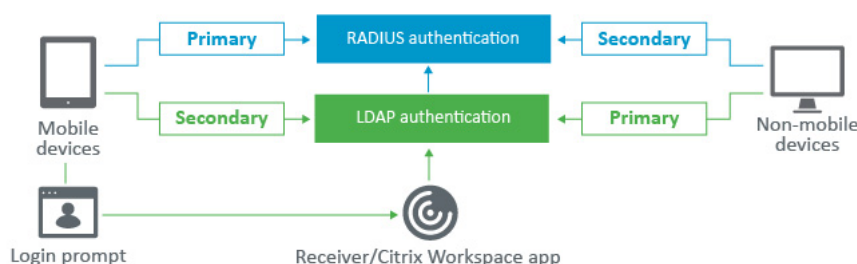 Primary
RADIUS authentication
Secondary
Secondary
LDAP authentication
Primary
Mobile
devices
Non-mobile
devices
Login prompt
Receiver/Citrix Workspace app